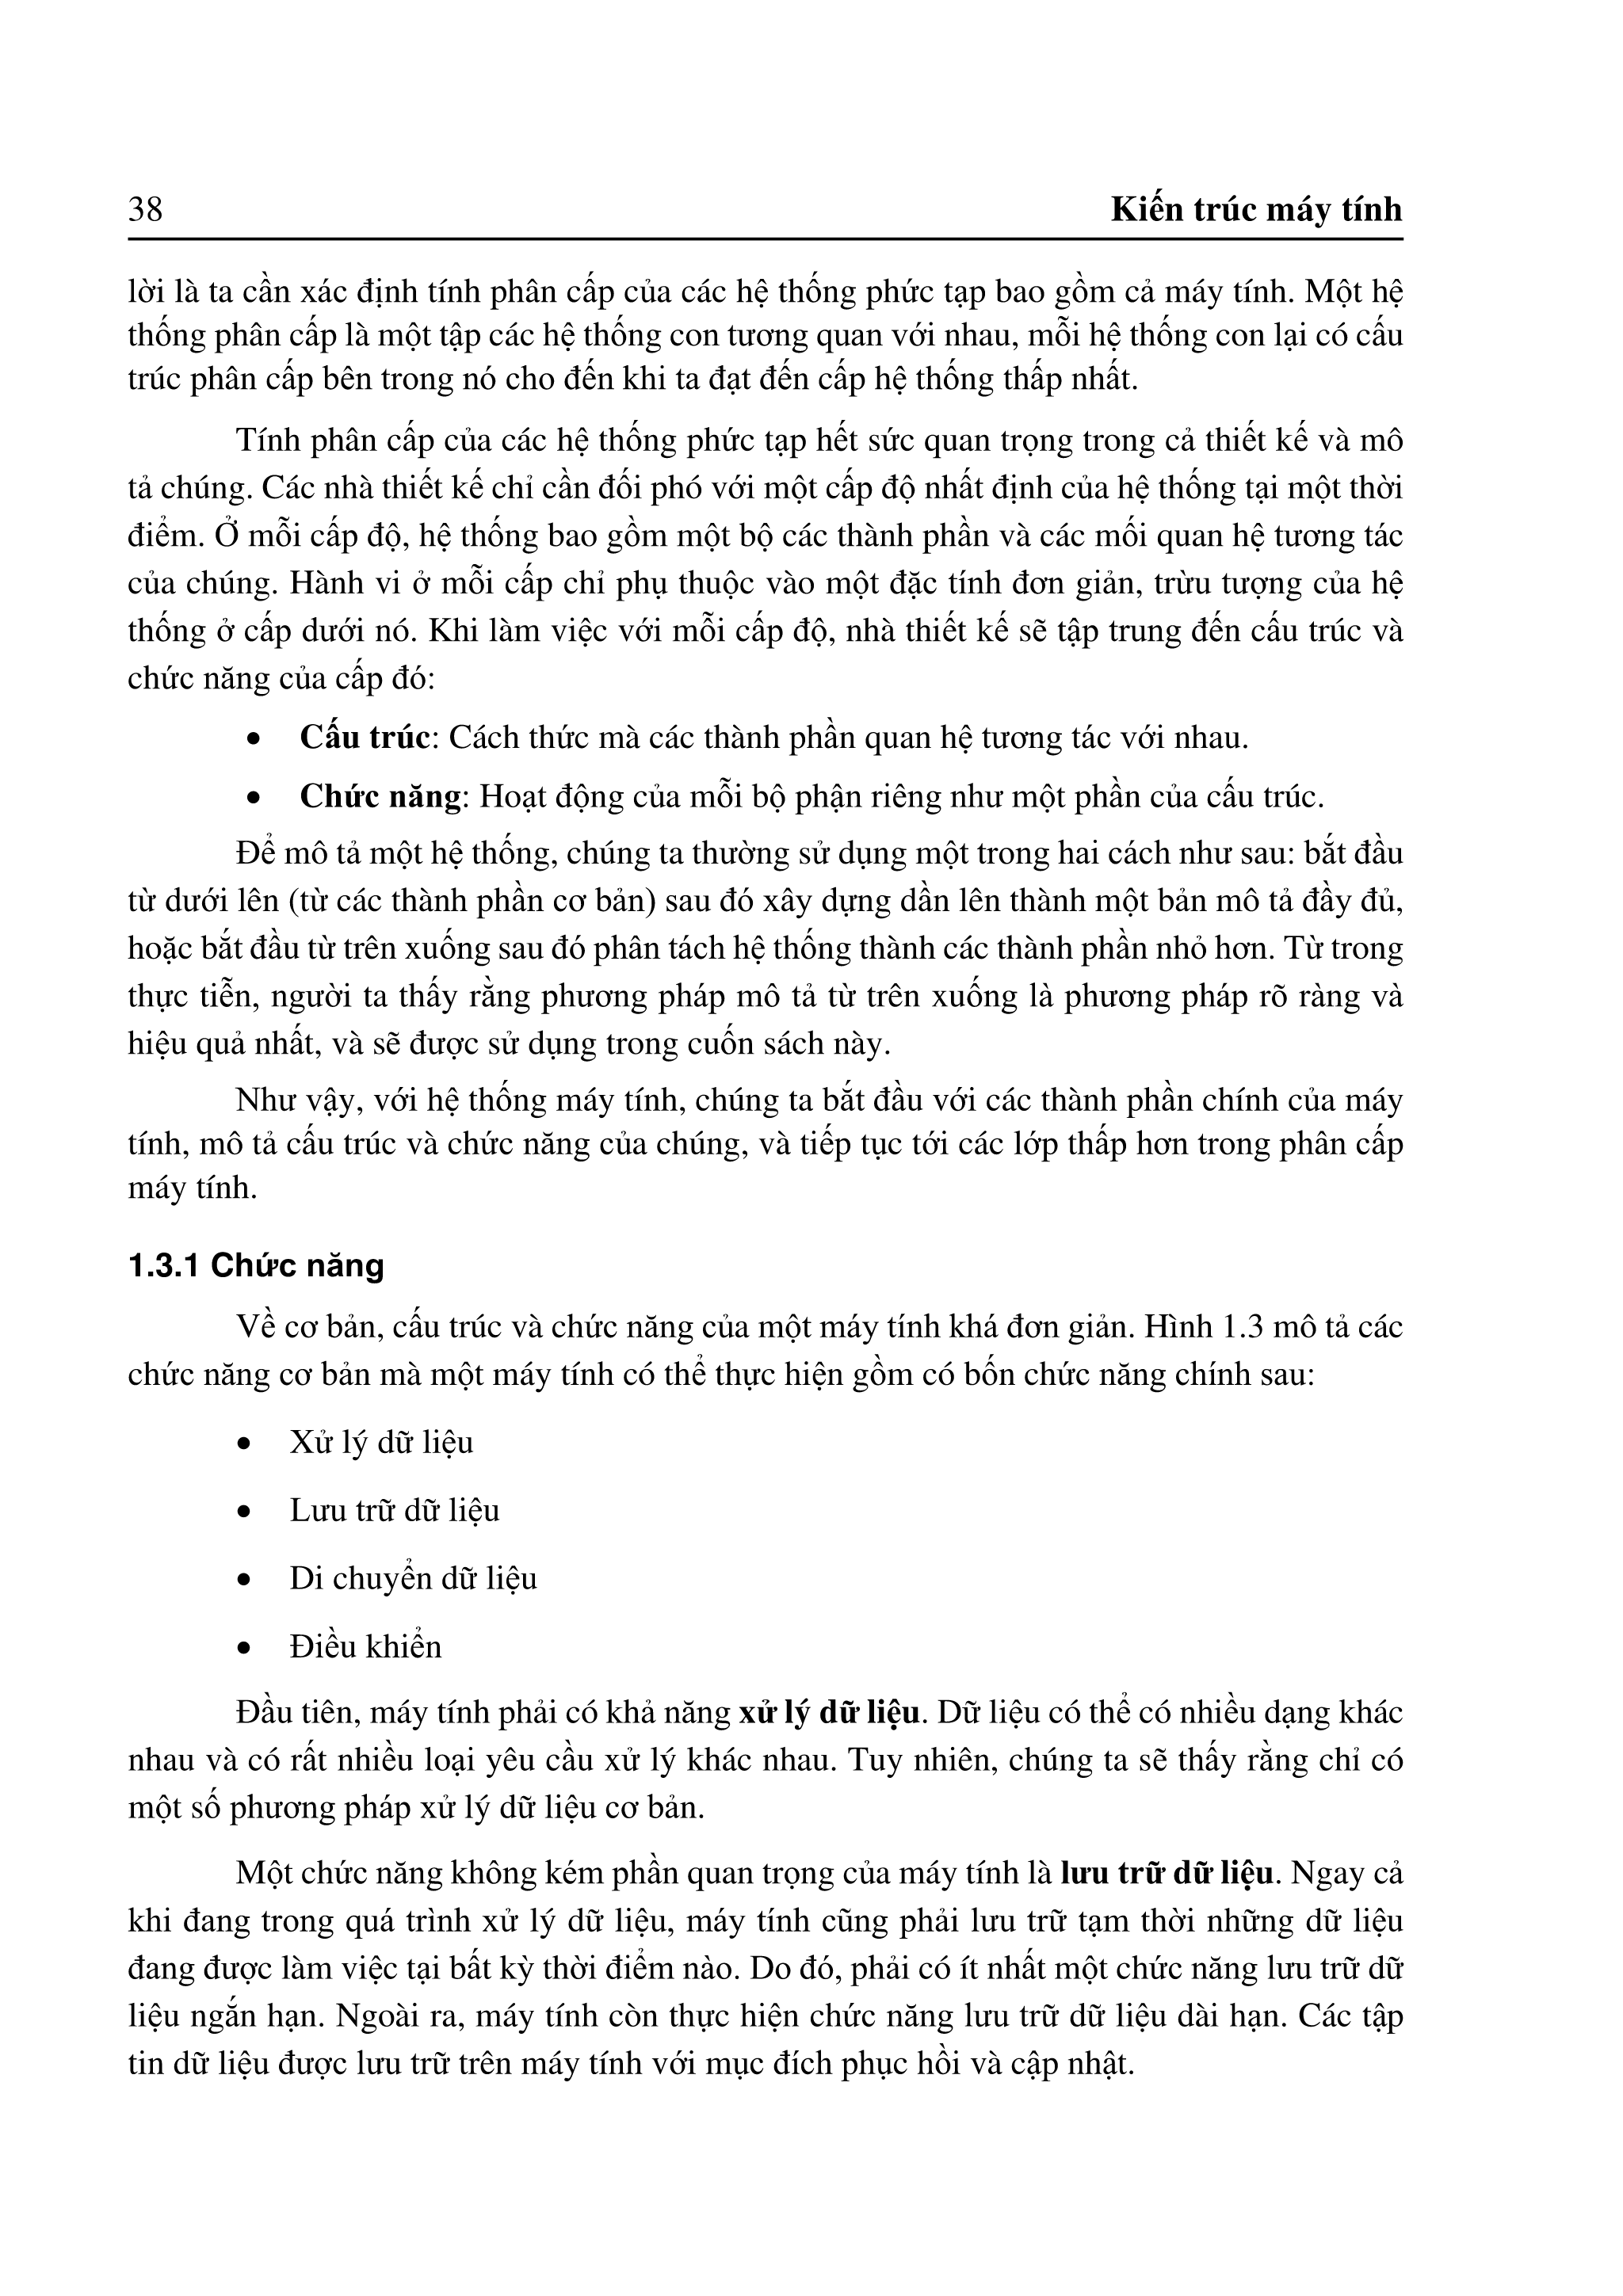 38 Kiến trúc máy tính
lời là ta cần xác định tính phân cấp của các hệ thống phức tạp bao gồm cả máy tính. Một hệ
thống phân cấp là một tập các hệ thống con tương quan với nhau, mỗi hệ thống con lại có cấu
trúc phân cấp bên trong nó cho đến khi ta đạt đến cấp hệ thống thấp nhất.
Tính phân cấp của các hệ thống phức tạp hết sức quan trọng trong cả thiết kế và mô
tả chúng. Các nhà thiết kế chỉ cần đối phó với một cấp độ nhất định của hệ thống tại một thời
điểm. Ở mỗi cấp độ, hệ thống bao gồm một bộ các thành phần và các mối quan hệ tương tác
của chúng. Hành vi ở mỗi cấp chỉ phụ thuộc vào một đặc tính đơn giản, trừu tượng của hệ
thống ở cấp dưới nó. Khi làm việc với mỗi cấp độ, nhà thiết kế sẽ tập trung đến cấu trúc và
chức năng của cấp đó:
• Cấu trúc: Cách thức mà các thành phần quan hệ tương tác với nhau.
• Chức năng: Hoạt động của mỗi bộ phận riêng như một phần của cấu trúc.
Để mô tả một hệ thống, chúng ta thường sử dụng một trong hai cách như sau: bắt đầu
từ dưới lên (từ các thành phần cơ bản) sau đó xây dựng dần lên thành một bản mô tả đầy đủ,
hoặc bắt đầu từ trên xuống sau đó phân tách hệ thống thành các thành phần nhỏ hơn. Từ trong
thực tiễn, người ta thấy rằng phương pháp mô tả từ trên xuống là phương pháp rõ ràng và
hiệu quả nhất, và sẽ được sử dụng trong cuốn sách này.
Như vậy, với hệ thống máy tính, chúng ta bắt đầu với các thành phần chính của máy
tính, mô tả cấu trúc và chức năng của chúng, và tiếp tục tới các lớp thấp hơn trong phân cấp
máy tính.
1.3.1 Chức năng
Về cơ bản, cấu trúc và chức năng của một máy tính khá đơn giản. Hình 1.3 mô tả các
chức năng cơ bản mà một máy tính có thể thực hiện gồm có bốn chức năng chính sau:
• Xử lý dữ liệu
• Lưu trữ dữ liệu
• Di chuyển dữ liệu
• Điều khiển
Đầu tiên, máy tính phải có khả năng xử lý dữ liệu. Dữ liệu có thể có nhiều dạng khác
nhau và có rất nhiều loại yêu cầu xử lý khác nhau. Tuy nhiên, chúng ta sẽ thấy rằng chỉ có
một số phương pháp xử lý dữ liệu cơ bản.
Một chức năng không kém phần quan trọng của máy tính là lưu trữ dữ liệu. Ngay cả
khi đang trong quá trình xử lý dữ liệu, máy tính cũng phải lưu trữ tạm thời những dữ liệu
đang được làm việc tại bất kỳ thời điểm nào. Do đó, phải có ít nhất một chức năng lưu trữ dữ
liệu ngắn hạn. Ngoài ra, máy tính còn thực hiện chức năng lưu trữ dữ liệu dài hạn. Các tập
tin dữ liệu được lưu trữ trên máy tính với mục đích phục hồi và cập nhật.